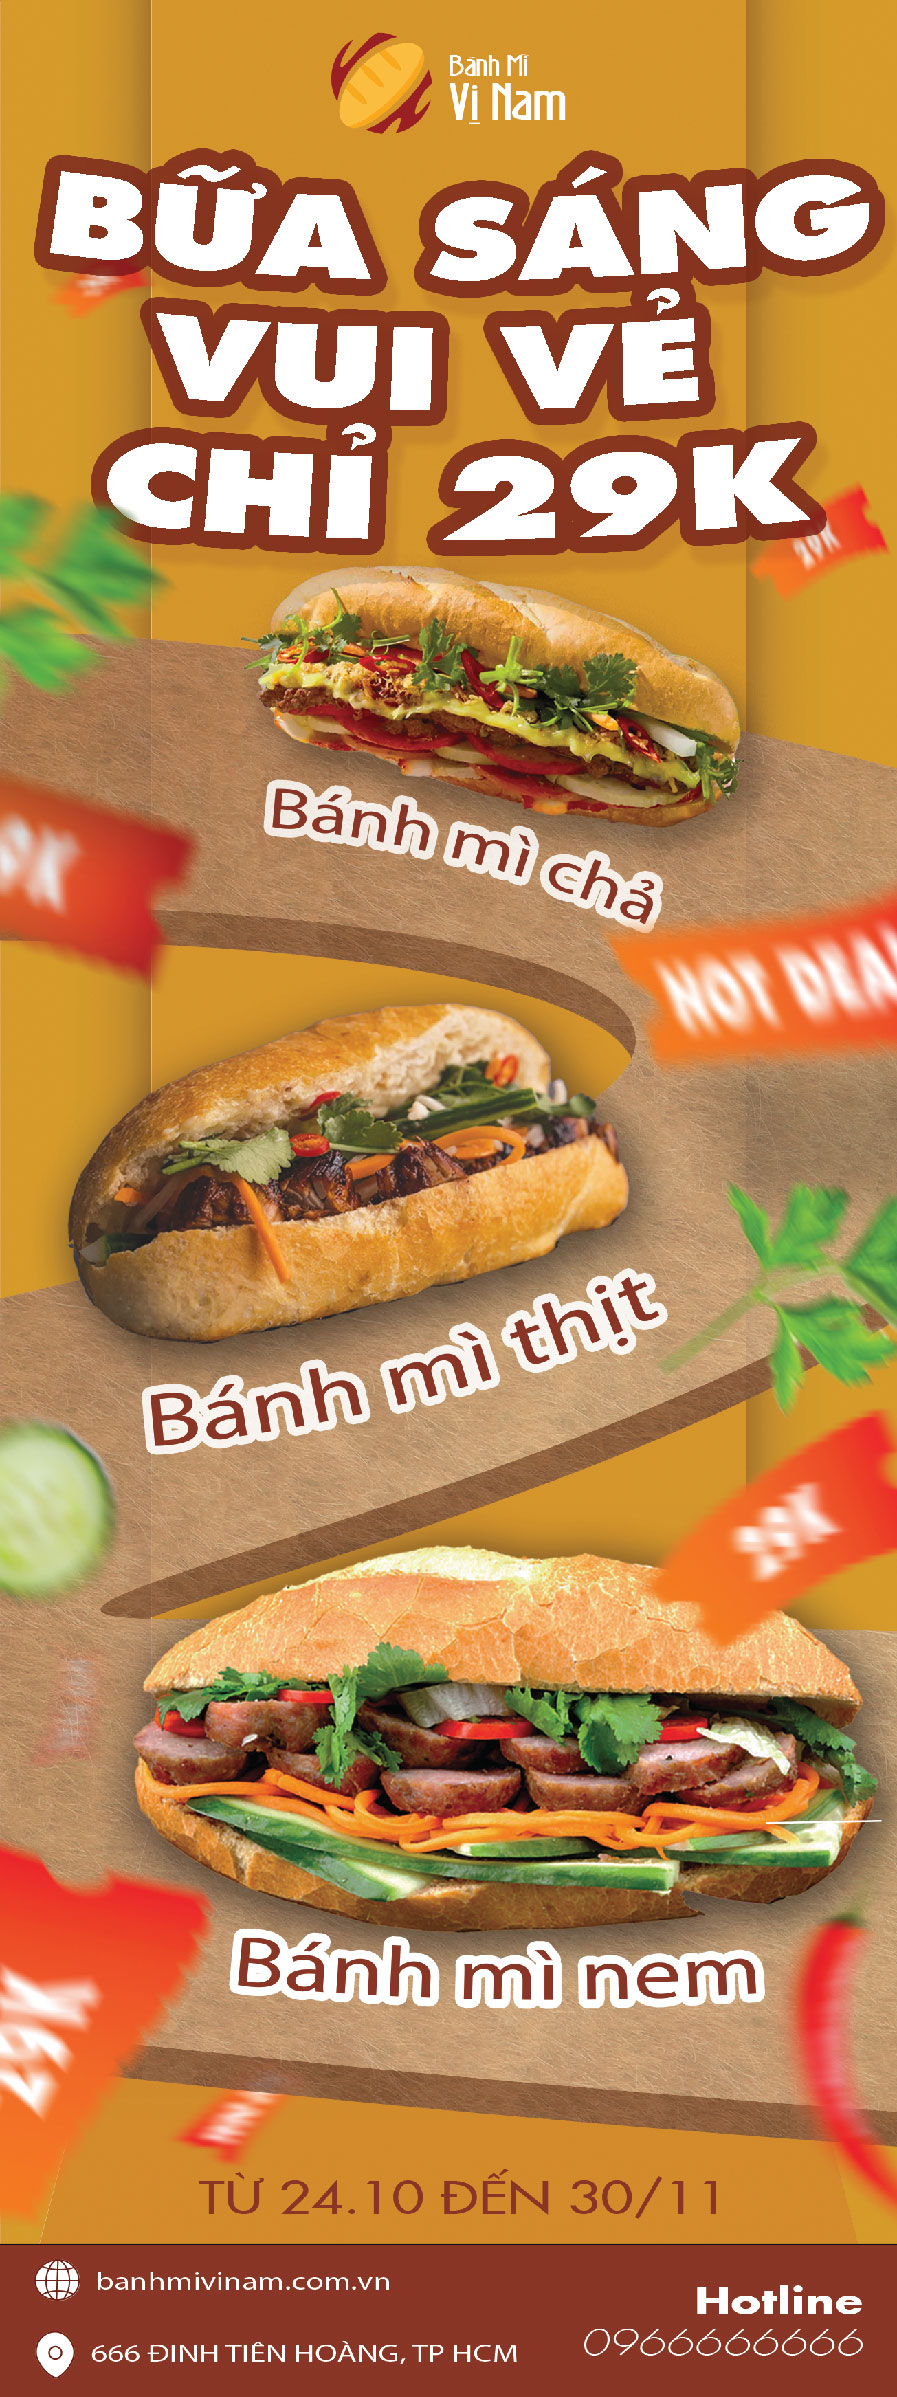 Bánh Mì
Vị Nam
BỮA SÁNG
VUI VẺ
CHỈ 29K
29K
Bánh mì chả
9K
HOT DEA
Bánh mì thịt
29K
Bánh mì nem
29K
TỪ 24.10 ĐẾN 30/11
banhmivinam.com.vn
666 ĐINH TIÊN HOÀNG, TP HCM
Hotline
0966666666